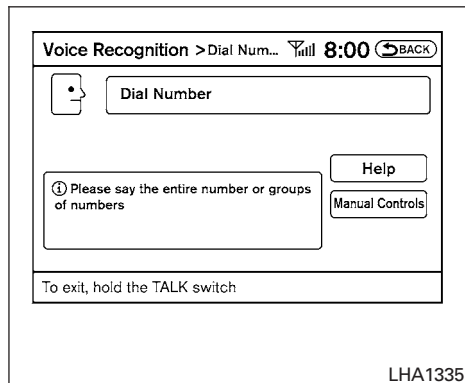 Voice Recognition >Dial Num... 8:00 BACK
Dial Number
Help
Please say the entire number or groups
of numbers
Manual Controls
To exit, hold the TALK switch
LHA1335